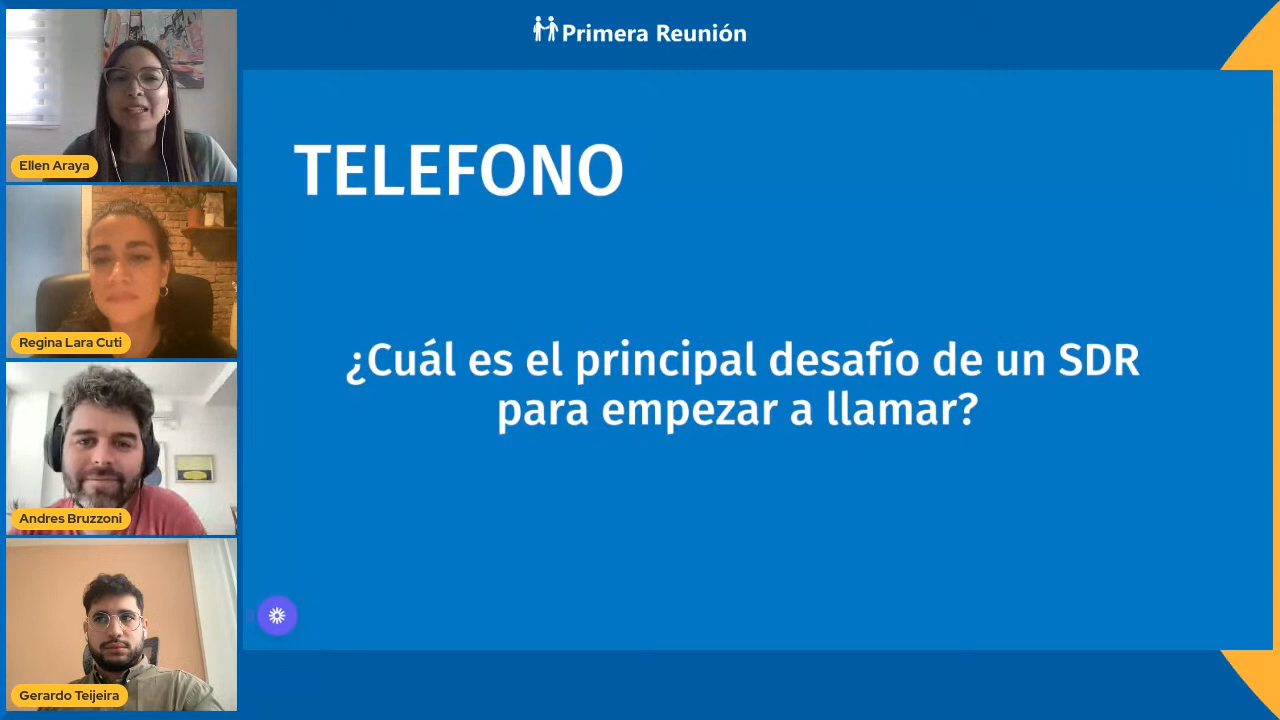 Primera Reunión
Ellen Araya
Regina Lara Cuti
Andres Bruzzoni
Gerardo Teijeira
TELEFONO
¿Cuál es el principal desafío de un SDR
para empezar a llamar?